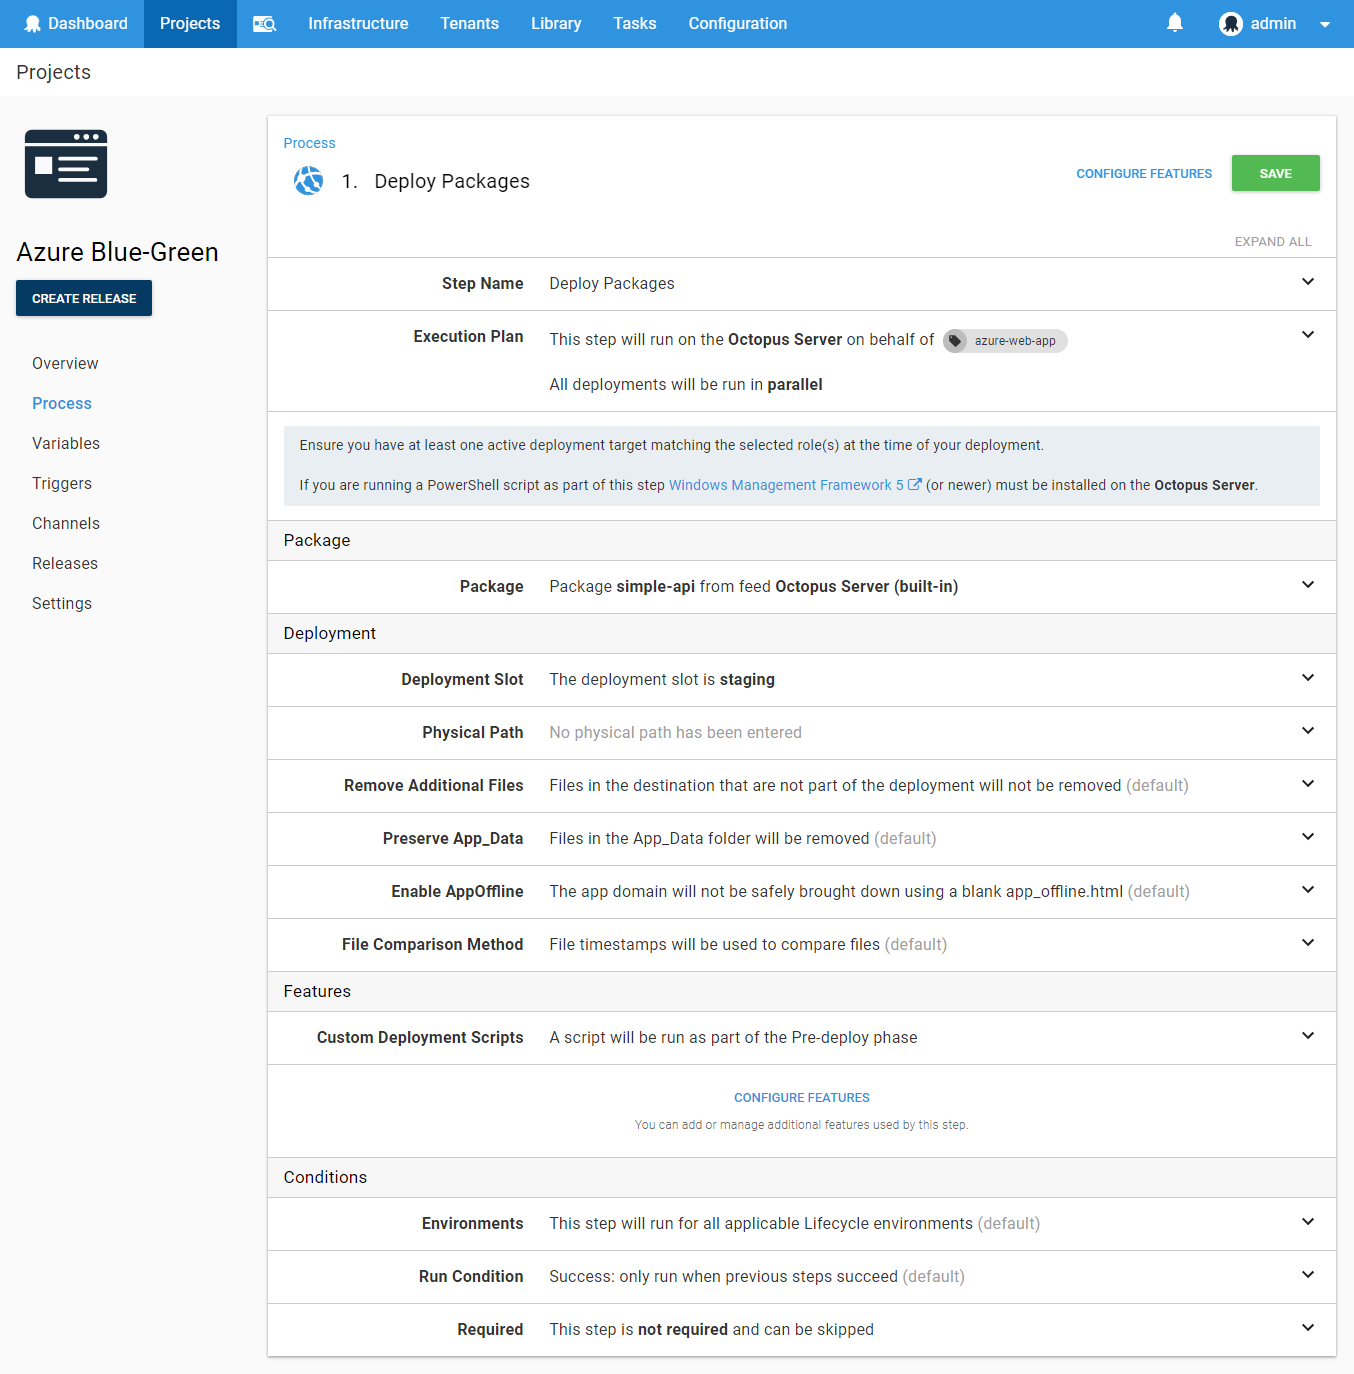 Dashboard Projects Infrastructure Tenants Library Tasks Configuration admin
Projects
Azure Blue-Green
CREATE RELEASE
Overview
Process
Variables
Triggers
Channels
Releases
Settings
Process
1. Deploy Packages
CONFIGURE FEATURES SAVE
EXPAND ALL
Step Name Deploy Packages
Execution Plan This step will run on the Octopus Server on behalf of azure-web-app
All deployments will be run in parallel
Ensure you have at least one active deployment target matching the selected role(s) at the time of your deployment.
If you are running a PowerShell script as part of this step Windows Management Framework 5 (or newer) must be installed on the Octopus Server.
Package
Package Package simple-api from feed Octopus Server (built-in)
Deployment
Deployment Slot The deployment slot is staging
Physical Path No physical path has been entered
Remove Additional Files Files in the destination that are not part of the deployment will not be removed (default)
Preserve App_Data Files in the App_Data folder will be removed (default)
Enable AppOffline The app domain will not be safely brought down using a blank app_offline.html (default)
File Comparison Method File timestamps will be used to compare files (default)
Features
Custom Deployment Scripts A script will be run as part of the Pre-deploy phase
CONFIGURE FEATURES
You can add or manage additional features used by this step.
Conditions
Environments This step will run for all applicable Lifecycle environments (default)
Run Condition Success: only run when previous steps succeed (default)
Required This step is not required and can be skipped